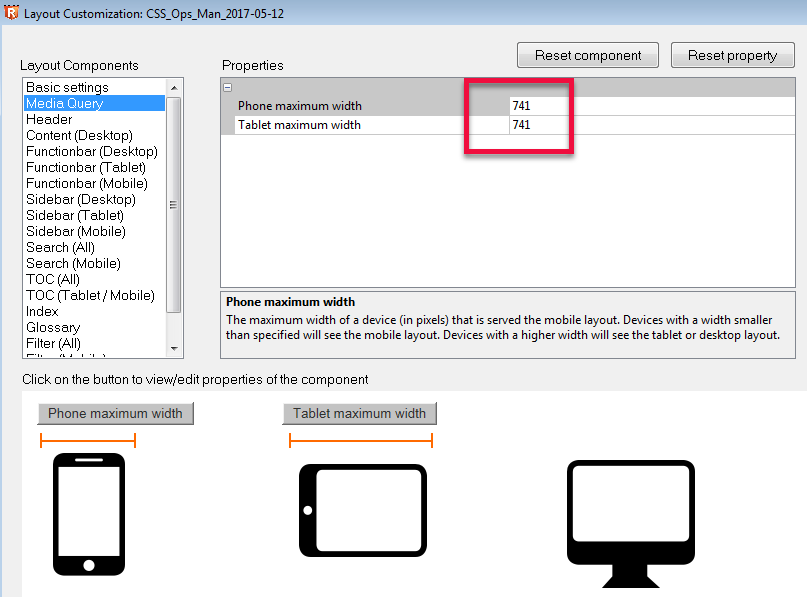 Layout Customization: CSS_Ops_Man_2017-05-12
Reset component
Reset property
Layout Components
Properties
Basic settings
Media Query
Header
Content (Desktop)
Functionbar (Desktop)
Functionbar (Tablet)
Functionbar (Mobile)
Sidebar (Desktop)
Sidebar (Tablet)
Sidebar (Mobile)
Search (All)
Search (Mobile)
TOC (All)
TOC (Tablet / Mobile)
Index
Glossary
Filter (All)
Filter (Mobile)
Phone maximum width 741
Tablet maximum width 741
Phone maximum width
The maximum width of a device (in pixels) that is served the mobile layout. Devices with a width smaller
than specified will see the mobile layout. Devices with a higher width will see the tablet or desktop layout.
Click on the button to view/edit properties of the component
Phone maximum width
Tablet maximum width